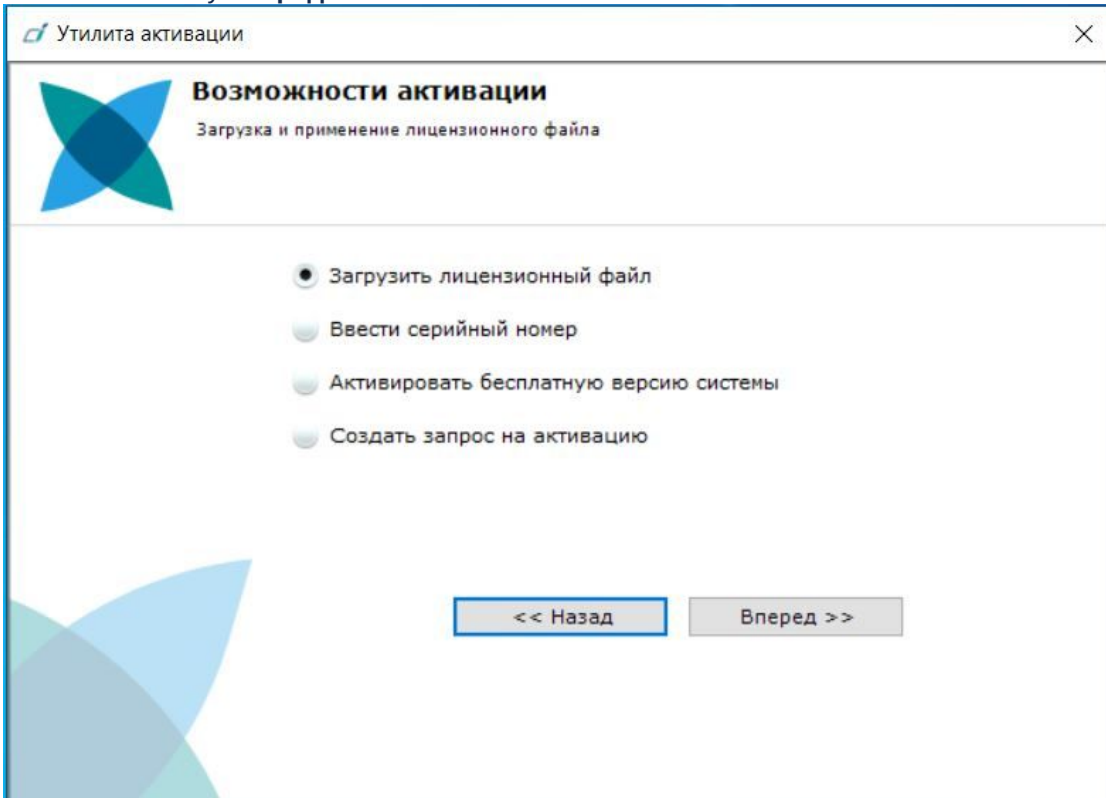 Утилита активации
Возможности активации
Загрузка и применение лицензионного файла
Загрузить лицензионный файл
Ввести серийный номер
Активировать бесплатную версию системы
Создать запрос на активацию
<< Назад
Вперед >>